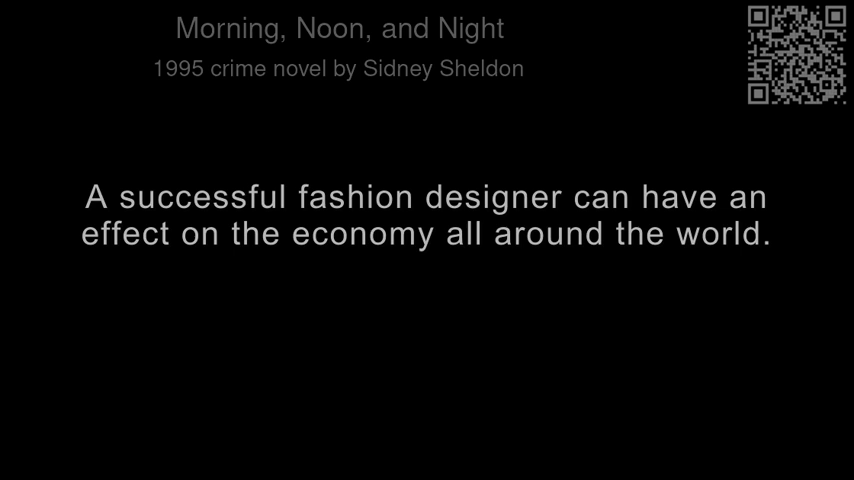 Morning, Noon, and Night
1995 crime novel by Sidney Sheldon
A successful fashion designer can have an
effect on the economy all around the world.